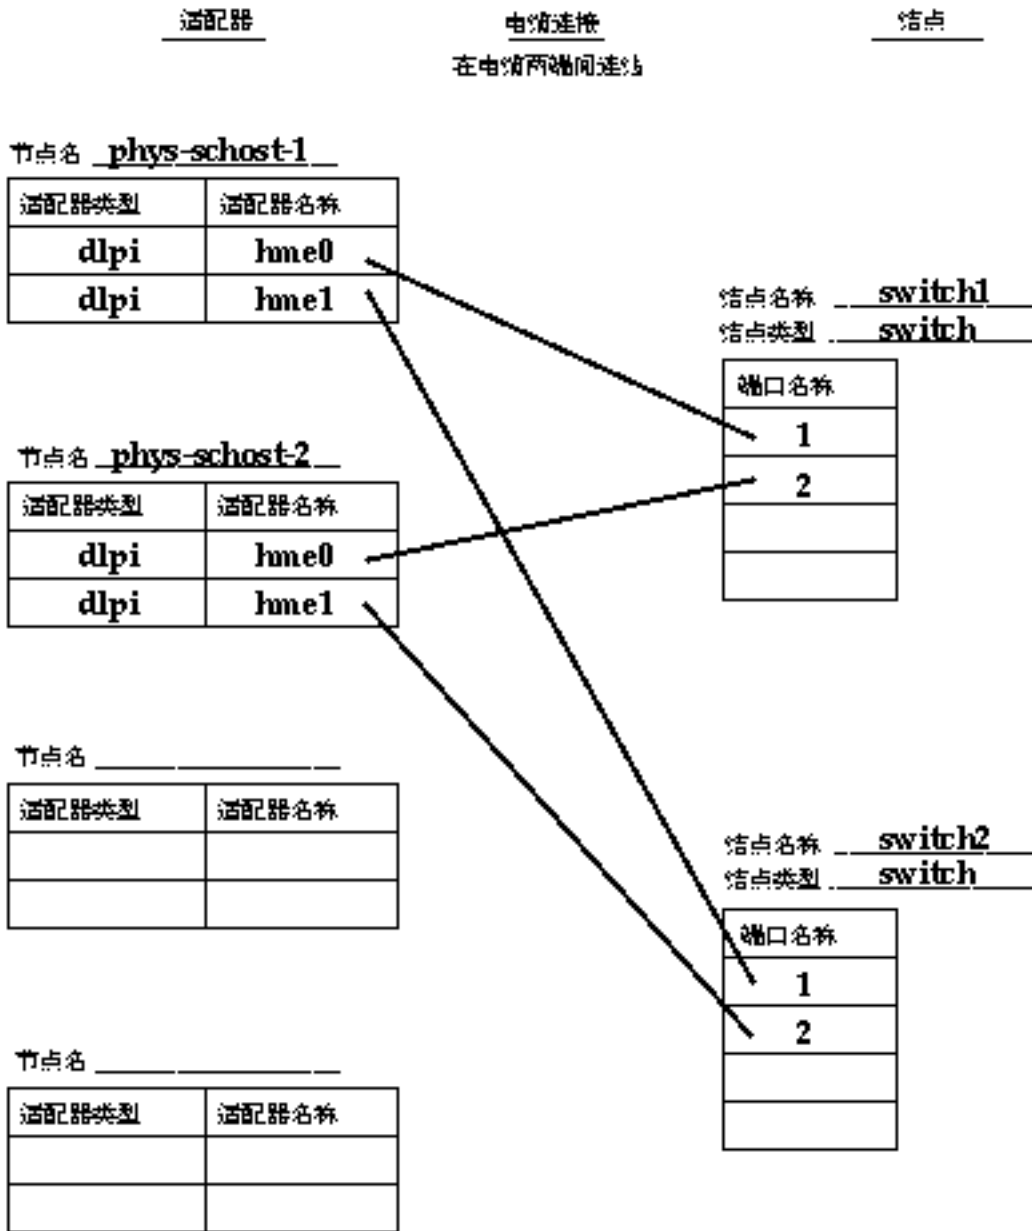 适配器 电缆连接 结点
在电缆两端间连线
节点名 phys-schost-1
适配器类型 适配器名称
dlpi hme0
dlpi hme1
结点名称 switch1
结点类型 switch
端口名称
1
2
节点名 phys-schost-2
适配器类型 适配器名称
dlpi hme0
dlpi hme1
节点名
适配器类型 适配器名称
结点名称 switch2
结点类型 switch
端口名称
1
2
节点名
适配器类型 适配器名称